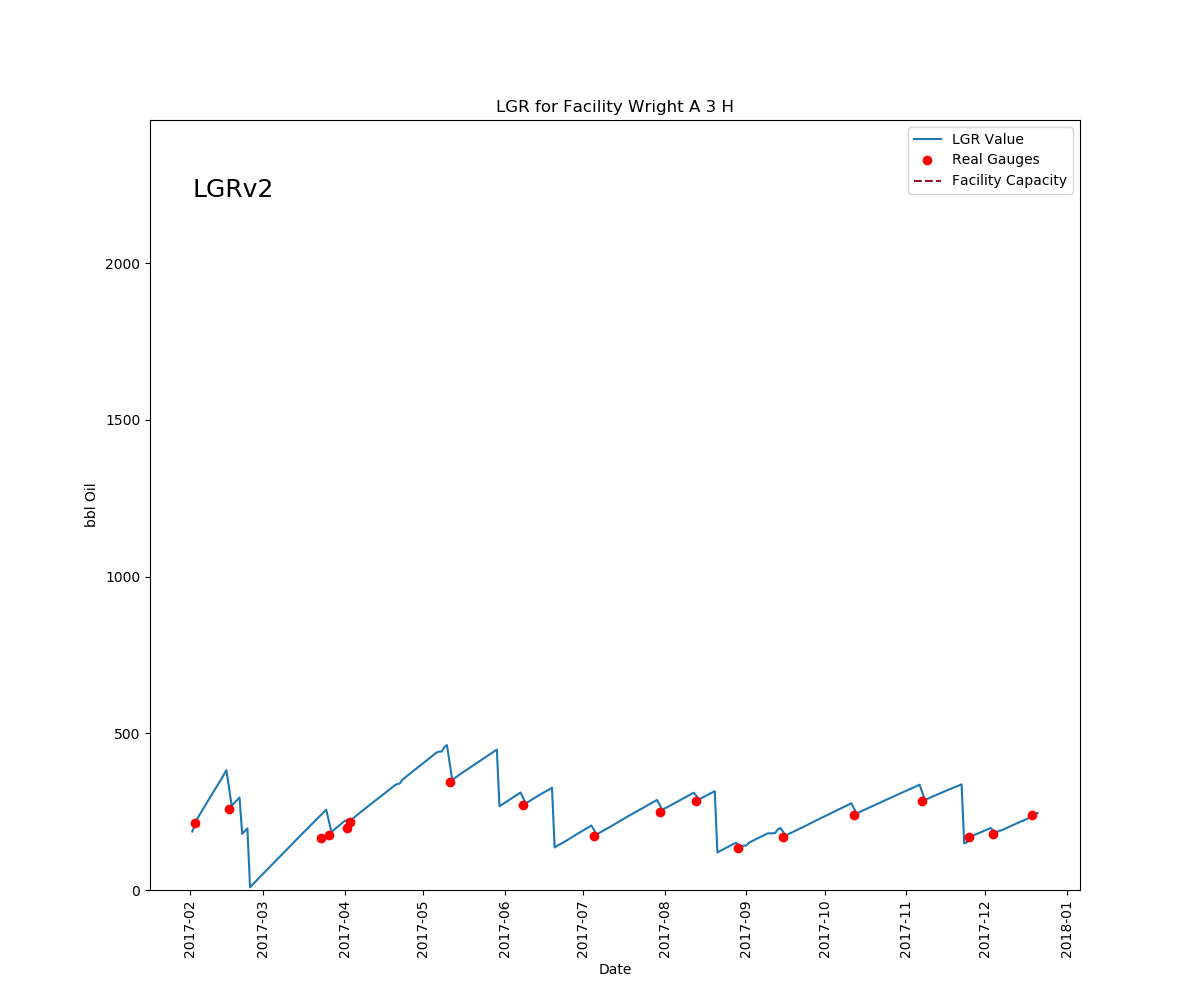 LGR for Facility Wright A 3 H
LGRv2
LGR Value
Real Gauges
Facility Capacity
bbl Oil
2000
1500
1000
500
0
2017-02
2017-03
2017-04
2017-05
2017-06
2017-07
2017-08
2017-09
2017-10
2017-11
2017-12
2018-01
Date